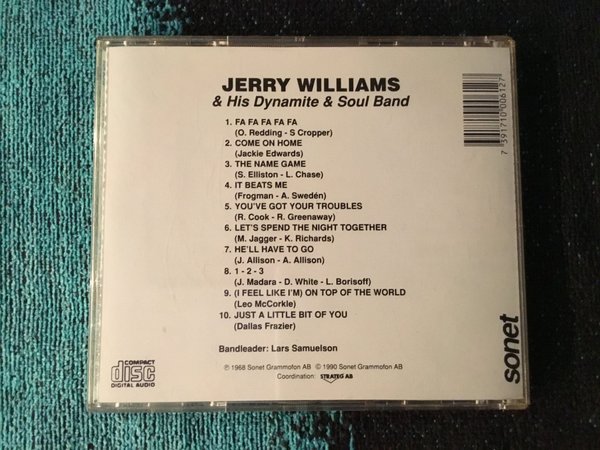 JERRY WILLIAMS
& His Dynamite & Soul Band
1. FA FA FA FA FA
(O. Redding - S Cropper)
2. COME ON HOME
(Jackie Edwards)
3. THE NAME GAME
(S. Elliston - L. Chase)
4. IT BEATS ME
(Frogman - A. Swedén)
5. YOU'VE GOT YOUR TROUBLES
(R. Cook - R. Greenaway)
6. LET'S SPEND THE NIGHT TOGETHER
(M. Jagger - K. Richards)
7. HE'LL HAVE TO GO
(J. Allison - A. Allison)
8. 1 - 2 - 3
(J. Madara - D. White - L. Borisoff)
9. (I FEEL LIKE I'M) ON TOP OF THE WORLD
(Leo McCorkle)
10. JUST A LITTLE BIT OF YOU
(Dallas Frazier)
Bandleader: Lars Samuelson
℗ 1968 Sonet Grammofon AB © 1990 Sonet Grammofon AB
Coordination: STRATEG AB
COMPACT
disc
DIGITAL AUDIO
7 391710 006127
sonet